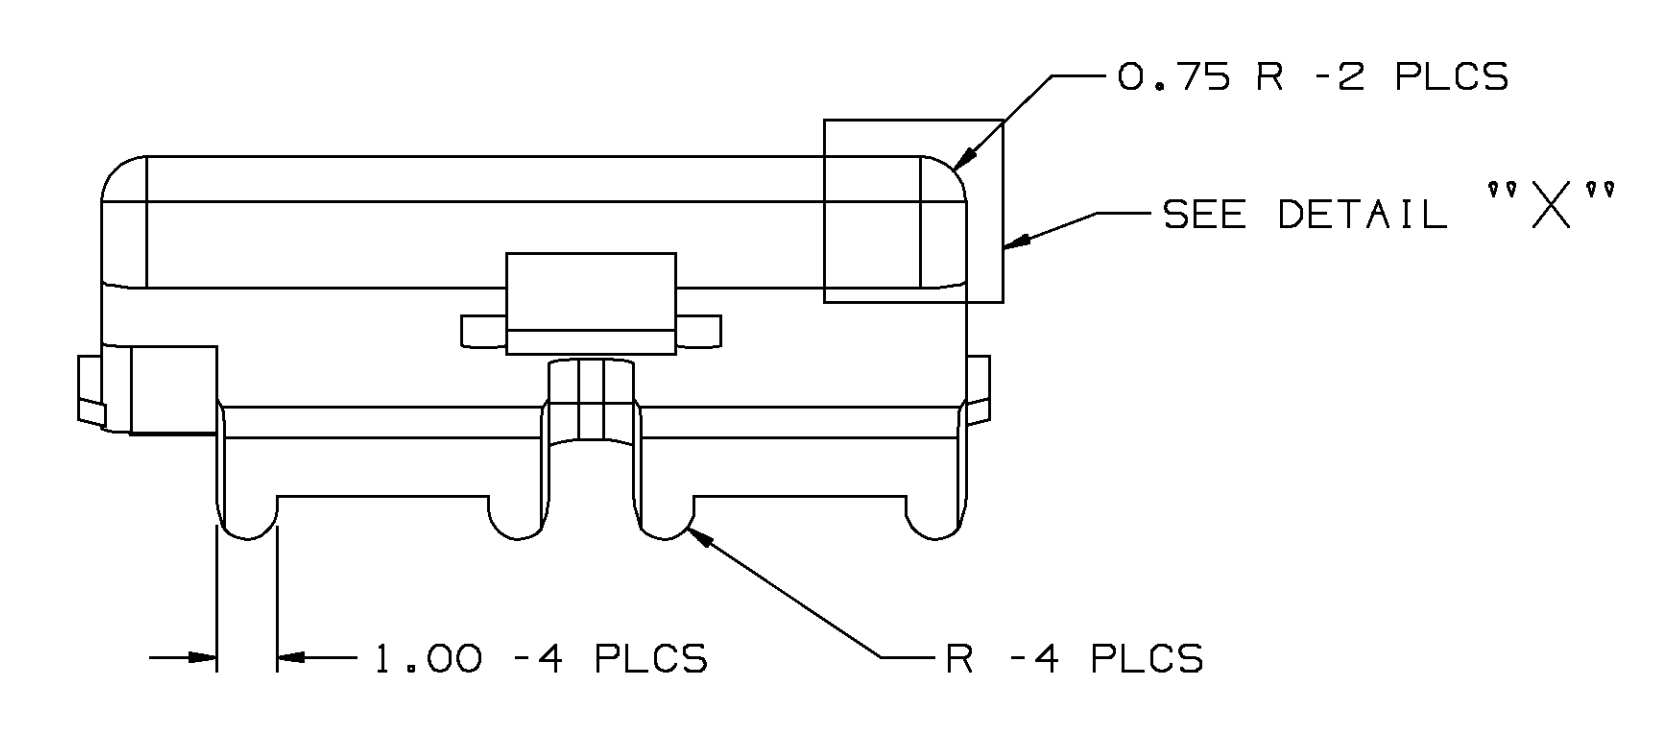 0.75 R -2 PLCS
SEE DETAIL "X"
1.00 -4 PLCS
R -4 PLCS